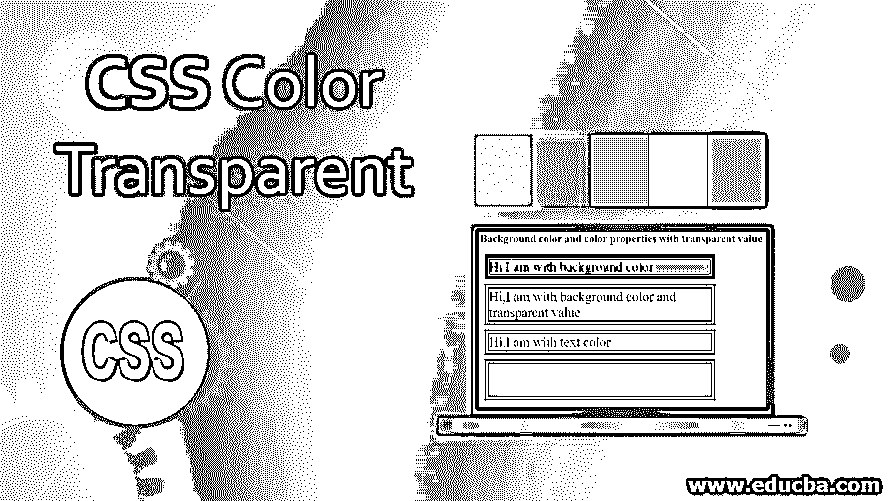 CSS Color
Transparent
CSS
Background color and color properties with transparent value
Hi,I am with background color
Hi,I am with background color and
transparent value
Hi,I am with text color
www.educba.com